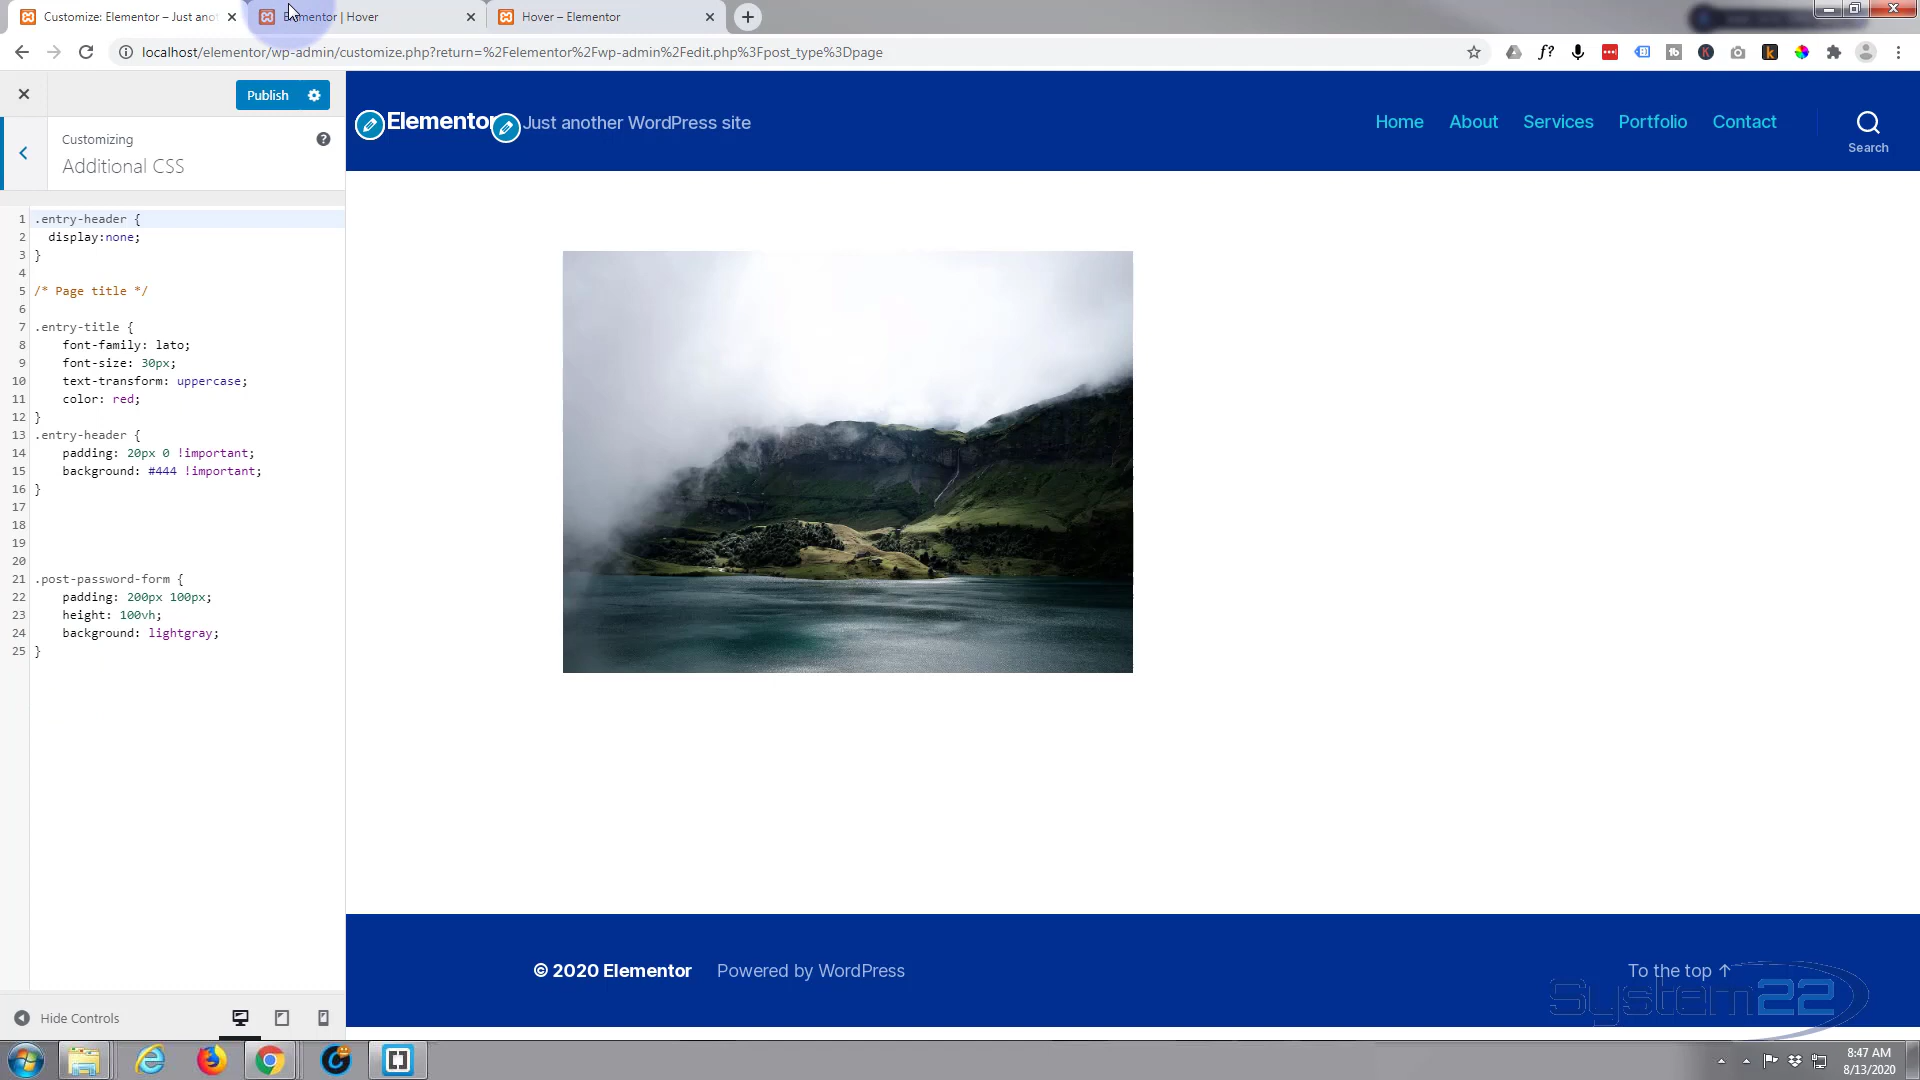 Customize: Elementor – Just anot
Elementor | Hover
Hover – Elementor
localhost/elementor/wp-admin/customize.php?return=%2Felementor%2Fwp-admin%2Fedit.php%3Fpost_type%3Dpage
Publish
Customizing
Additional CSS
1 .entry-header {
2 display:none;
3 }
4
5 /* Page title */
6
7 .entry-title {
8 font-family: lato;
9 font-size: 30px;
10 text-transform: uppercase;
11 color: red;
12 }
13 .entry-header {
14 padding: 20px 0 !important;
15 background: #444 !important;
16 }
17
18
19
20
21 .post-password-form {
22 padding: 200px 100px;
23 height: 100vh;
24 background: lightgray;
25 }
Hide Controls
Elementor Just another WordPress site
Home About Services Portfolio Contact
Search
© 2020 Elementor Powered by WordPress
To the top ↑
System22
8:47 AM
8/13/2020